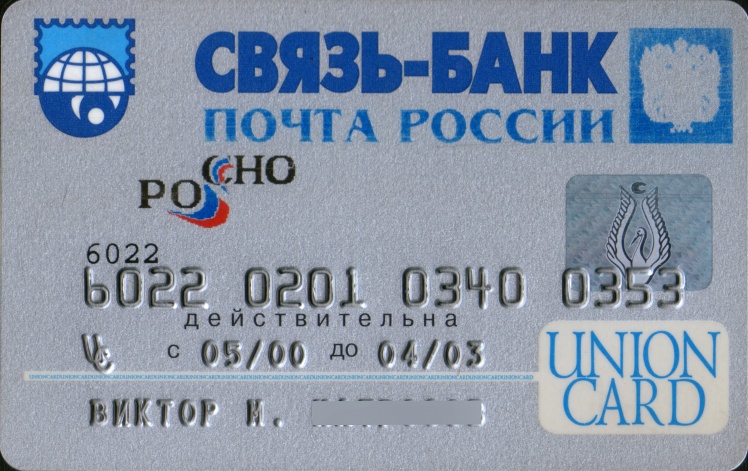 СВЯЗЬ-БАНК
ПОЧТА РОССИИ
РОСНО
6022
6022 0201 0340 0353
действительна
с 05/00 до 04/03
UNION
CARD
ВИКТОР И.